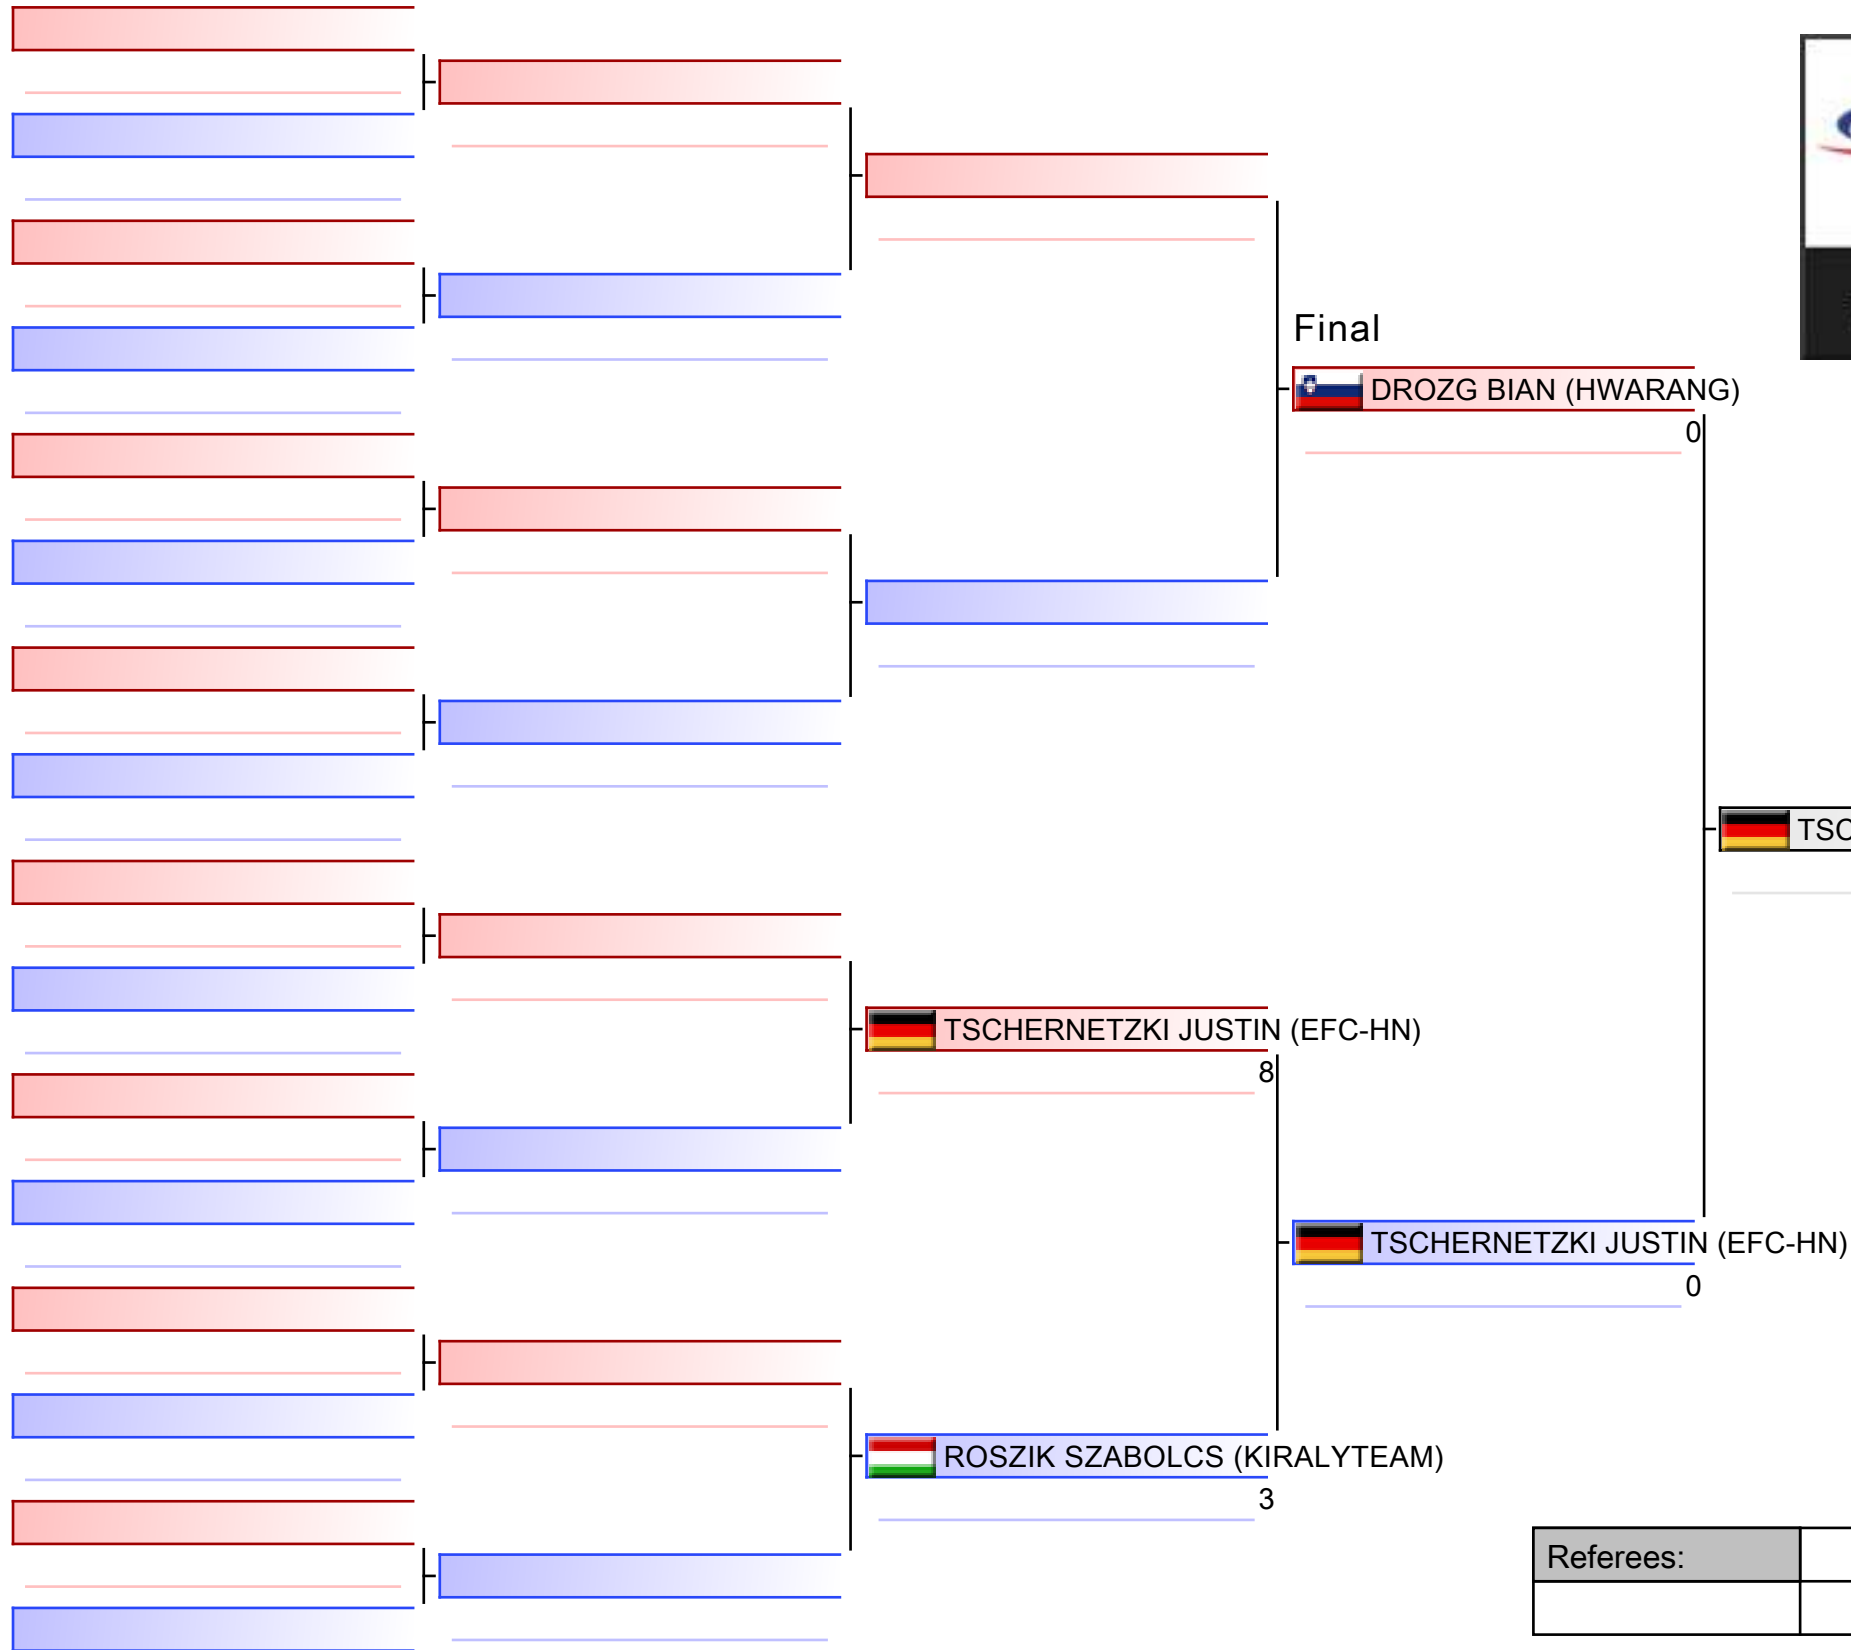 Final
DROZG BIAN (HWARANG)
0
TSCHERNETZKI JUSTIN (EFC-HN)
8
TSCHERNETZKI JUSTIN (EFC-HN)
0
ROSZIK SZABOLCS (KIRALYTEAM)
3
Referees: